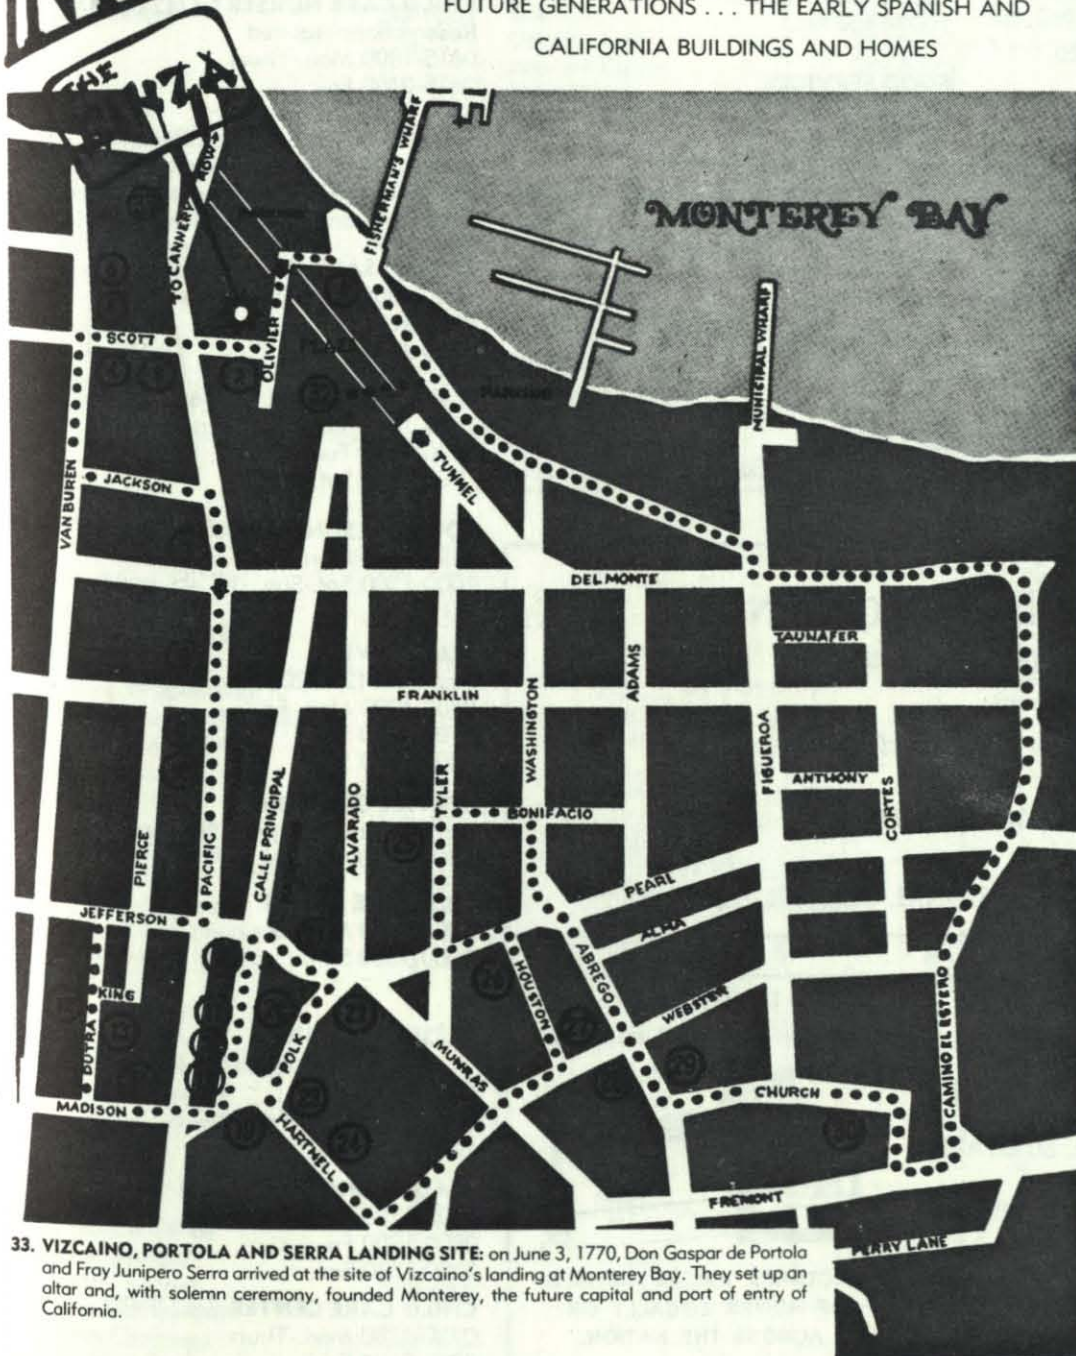 FUTURE GENERATIONS . . . THE EARLY SPANISH AND
CALIFORNIA BUILDINGS AND HOMES
THE
ROW
TO CANNERY
FISHERMAN'S WHARF
MONTEREY BAY
MUNICIPAL WHARF
SCOTT
OLIVIER
VAN BUREN
JACKSON
TUNNEL
DEL MONTE
TAUNAFER
ADAMS
FRANKLIN
WASHINGTON
FIGUEROA
ANTHONY
CORTES
TYLER
BONIFACIO
ALVARADO
CALLE PRINCIPAL
PACIFIC
PIERCE
PEARL
JEFFERSON
ALMA
ABREGO
HOUSTON
WEBSTER
KING
DUTRA
POLK
MUNRAS
CAMINO EL ESTERO
MADISON
CHURCH
HARTNELL
FREMONT
PERRY LANE
33. VIZCAINO, PORTOLA AND SERRA LANDING SITE: on June 3, 1770, Don Gaspar de Portola
and Fray Junipero Serra arrived at the site of Vizcaino's landing at Monterey Bay. They set up an
altar and, with solemn ceremony, founded Monterey, the future capital and port of entry of
California.